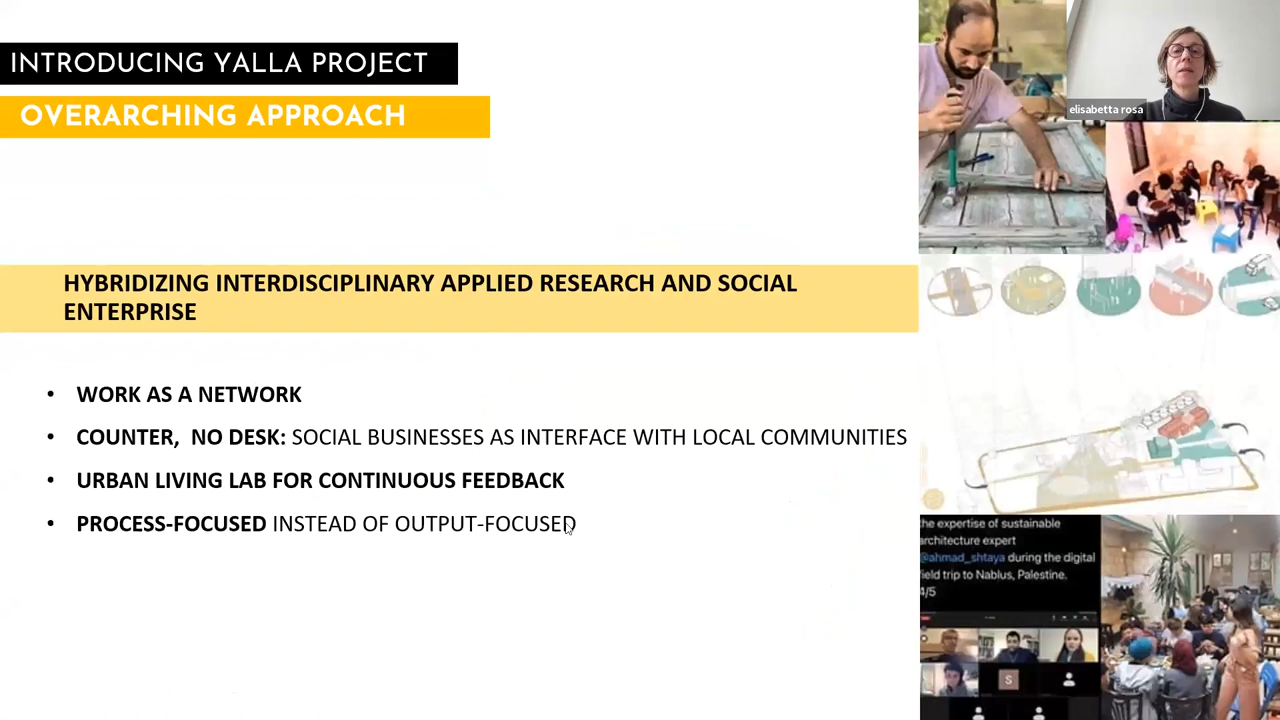 INTRODUCING YALLA PROJECT
OVERARCHING APPROACH
elisabetta rosa
HYBRIDIZING INTERDISCIPLINARY APPLIED RESEARCH AND SOCIAL
ENTERPRISE
• WORK AS A NETWORK
• COUNTER, NO DESK: SOCIAL BUSINESSES AS INTERFACE WITH LOCAL COMMUNITIES
• URBAN LIVING LAB FOR CONTINUOUS FEEDBACK
• PROCESS-FOCUSED INSTEAD OF OUTPUT-FOCUSED
the expertise of sustainable
architecture expert
@ahmad_shtaya during the digital
field trip to Nablus, Palestine.
4/5
S